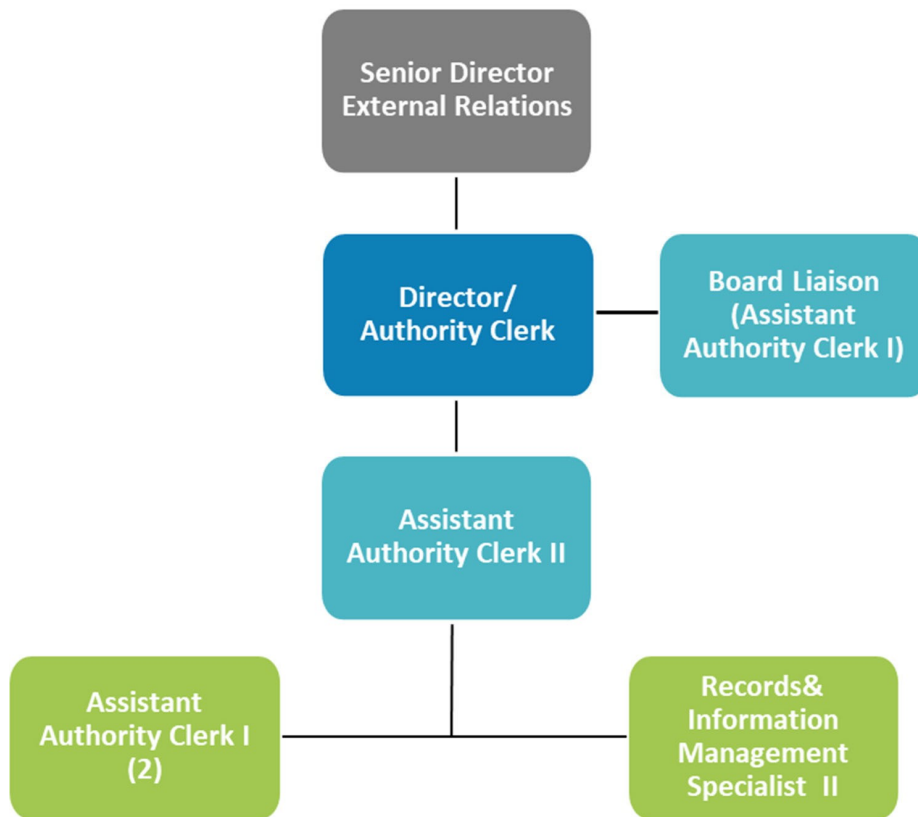 Senior Director
External Relations
Director/
Authority Clerk
Board Liaison
(Assistant
Authority Clerk I)
Assistant
Authority Clerk II
Assistant
Authority Clerk I
(2)
Records&
Information
Management
Specialist II